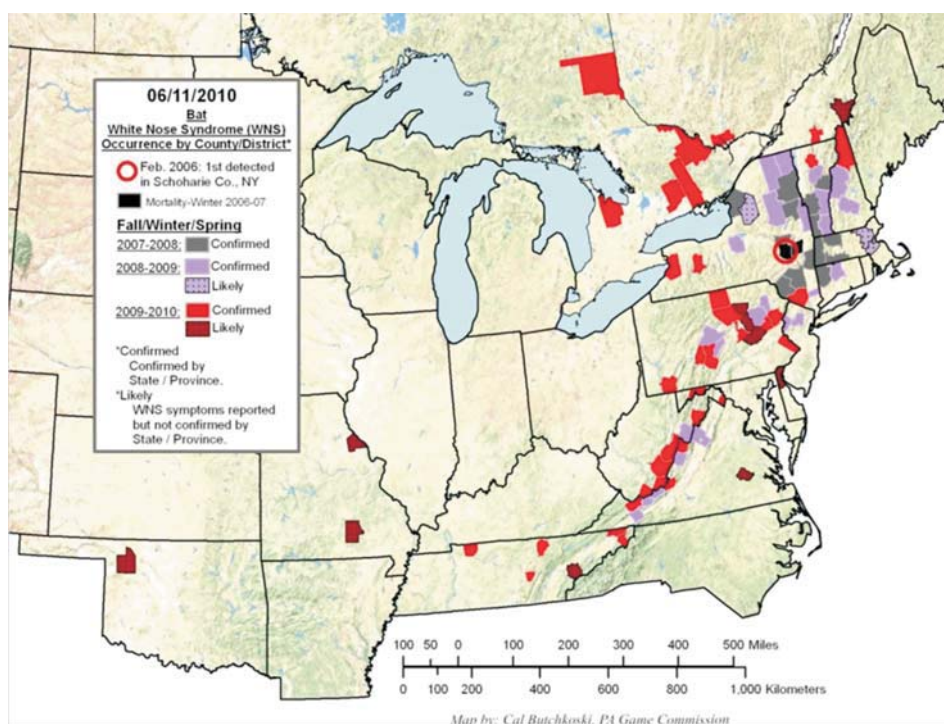 06/11/2010
Bat
White Nose Syndrome (WNS)
Occurrence by County/District*
Feb. 2006: 1st detected
in Schoharie Co., NY
Mortality-Winter 2006-07
Fall/Winter/Spring
2007-2008: Confirmed
2008-2009: Confirmed
Likely
2009-2010: Confirmed
Likely
*Confirmed
Confirmed by
State / Province.
*Likely
WNS symptoms reported
but not confirmed by
State / Province.
100 50 0 100 200 300 400 500 Miles
0 100 200 400 600 800 1,000 Kilometers
Map by: Cal Butchkoski, PA Game Commission